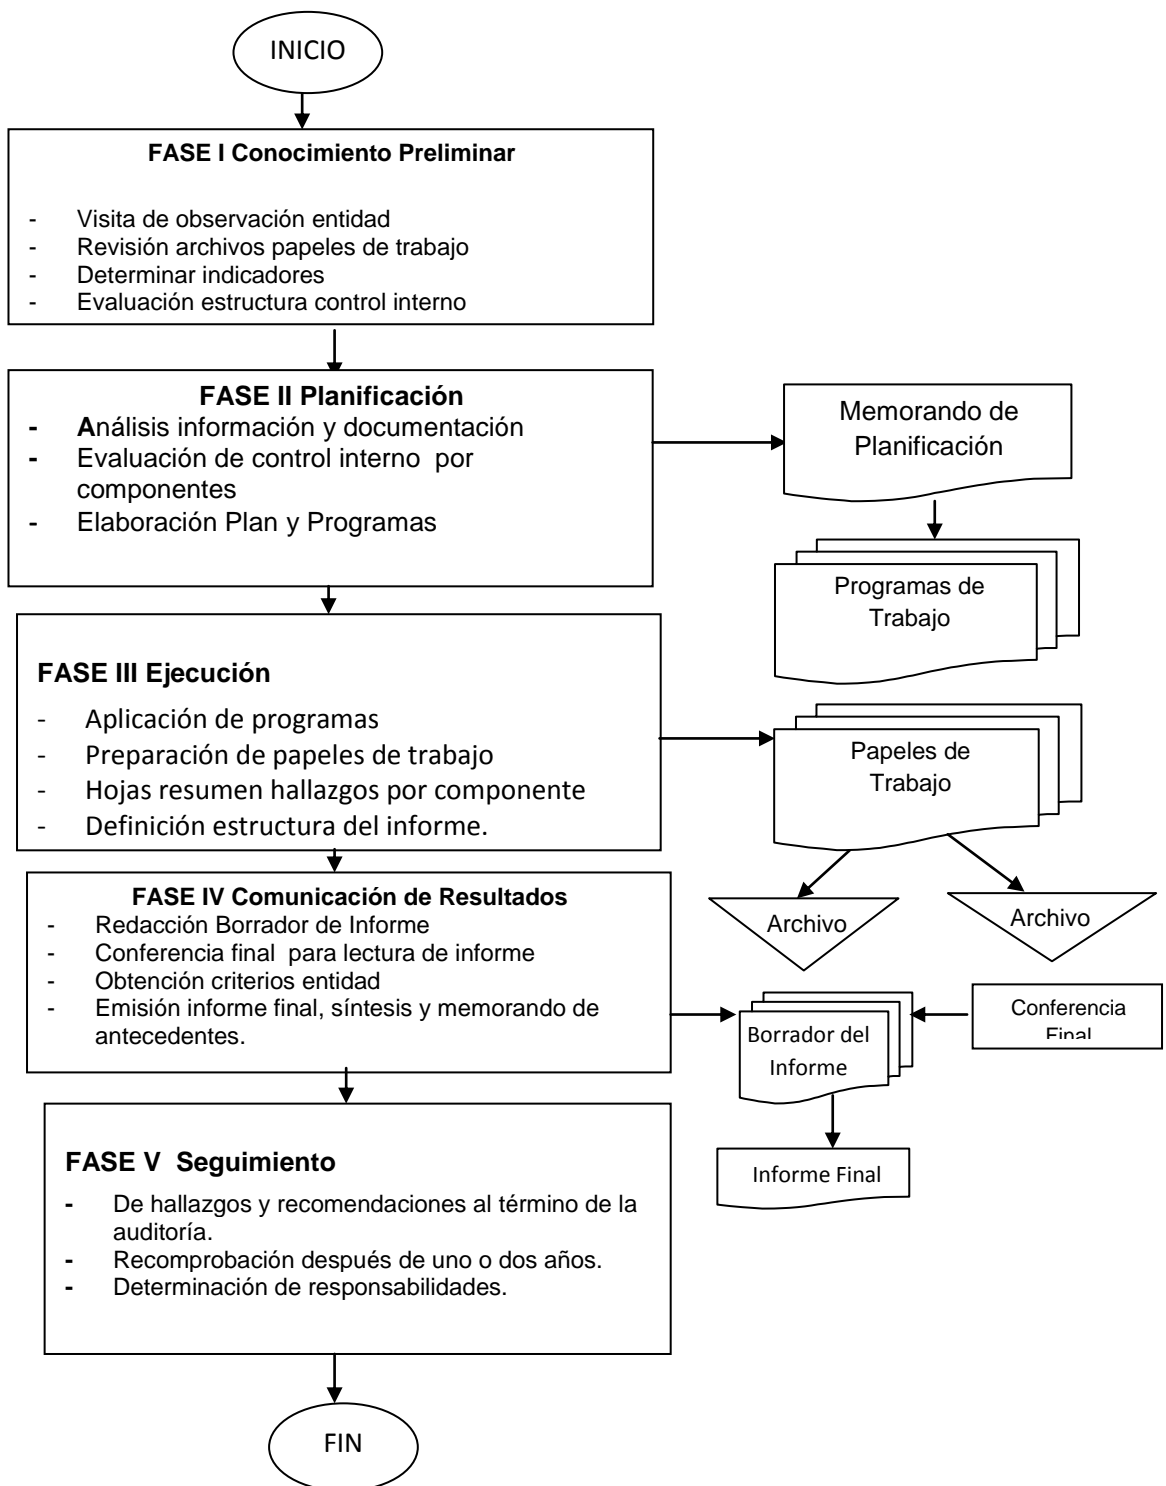 INICIO
FASE I Conocimiento Preliminar
- Visita de observación entidad
- Revisión archivos papeles de trabajo
- Determinar indicadores
- Evaluación estructura control interno
FASE II Planificación
- Análisis información y documentación
- Evaluación de control interno por
componentes
- Elaboración Plan y Programas
Memorando de
Planificación
Programas de
Trabajo
FASE III Ejecución
- Aplicación de programas
- Preparación de papeles de trabajo
- Hojas resumen hallazgos por componente
- Definición estructura del informe.
Papeles de
Trabajo
Archivo
Archivo
FASE IV Comunicación de Resultados
- Redacción Borrador de Informe
- Conferencia final para lectura de informe
- Obtención criterios entidad
- Emisión informe final, síntesis y memorando de
antecedentes.
Borrador del
Informe
Conferencia
Final
Informe Final
FASE V Seguimiento
- De hallazgos y recomendaciones al término de la
auditoría.
- Recomprobación después de uno o dos años.
- Determinación de responsabilidades.
FIN